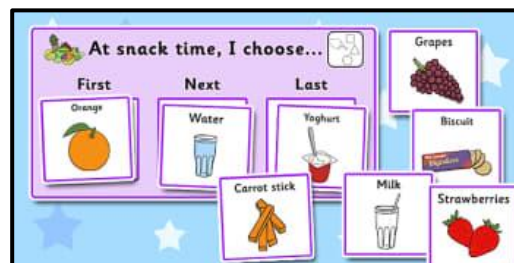 At snack time, I choose...
First Next Last
Orange
Water
Yoghurt
Grapes
Biscuit
Carrot stick
Milk
Strawberries